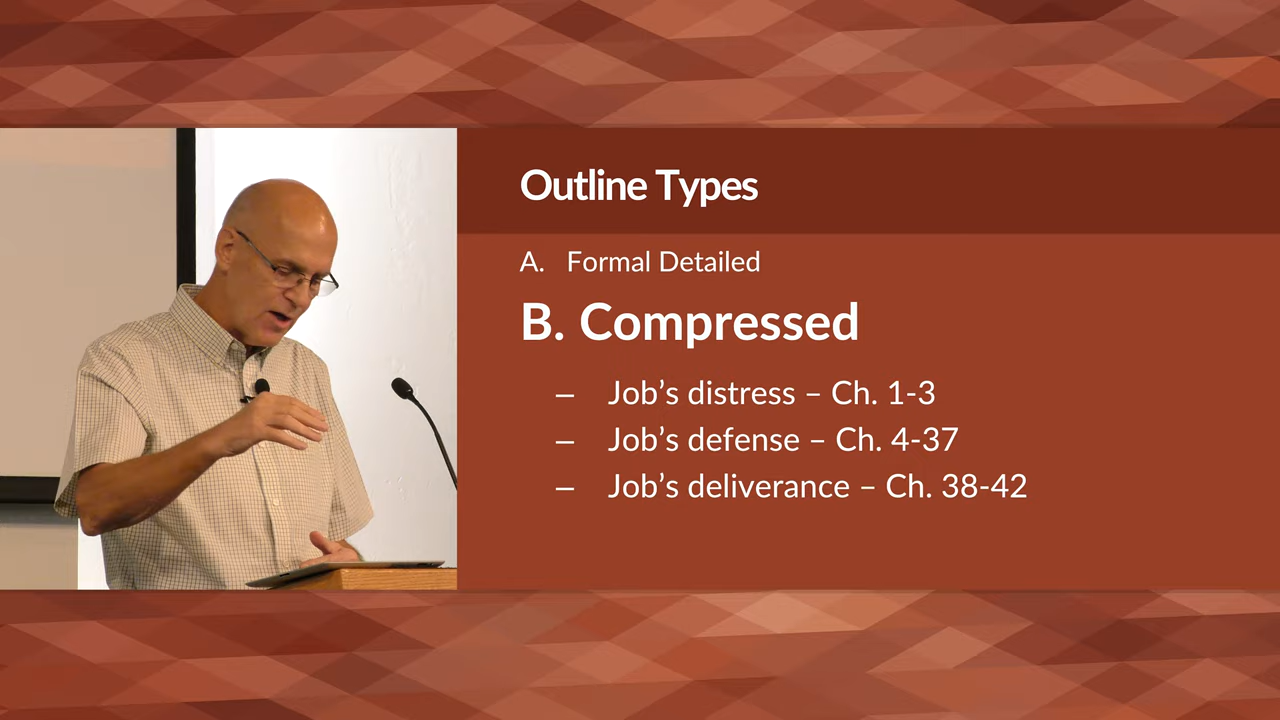 Outline Types
A. Formal Detailed
B. Compressed
– Job’s distress – Ch. 1-3
– Job’s defense – Ch. 4-37
– Job’s deliverance – Ch. 38-42